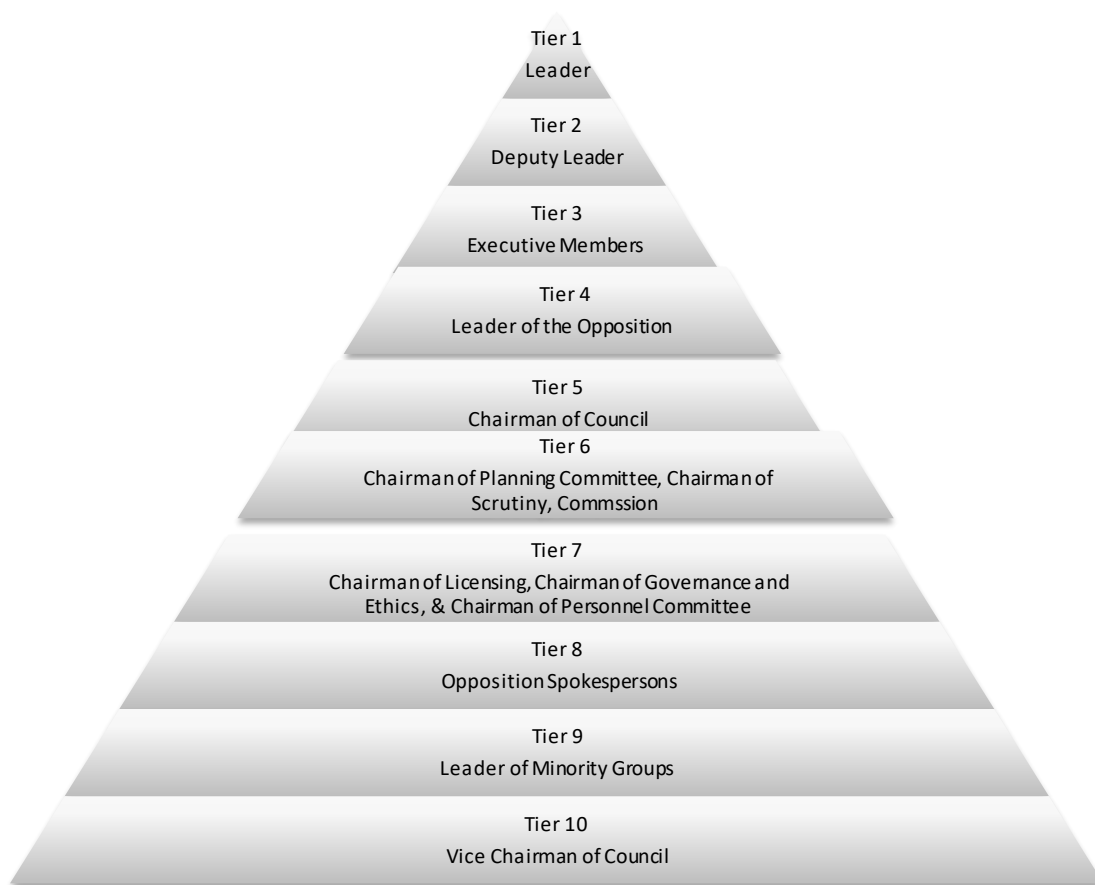 Tier 1
Leader
Tier 2
Deputy Leader
Tier 3
Executive Members
Tier 4
Leader of the Opposition
Tier 5
Chairman of Council
Tier 6
Chairman of Planning Committee, Chairman of
Scrutiny, Commssion
Tier 7
Chairman of Licensing, Chairman of Governance and
Ethics, & Chairman of Personnel Committee
Tier 8
Opposition Spokespersons
Tier 9
Leader of Minority Groups
Tier 10
Vice Chairman of Council